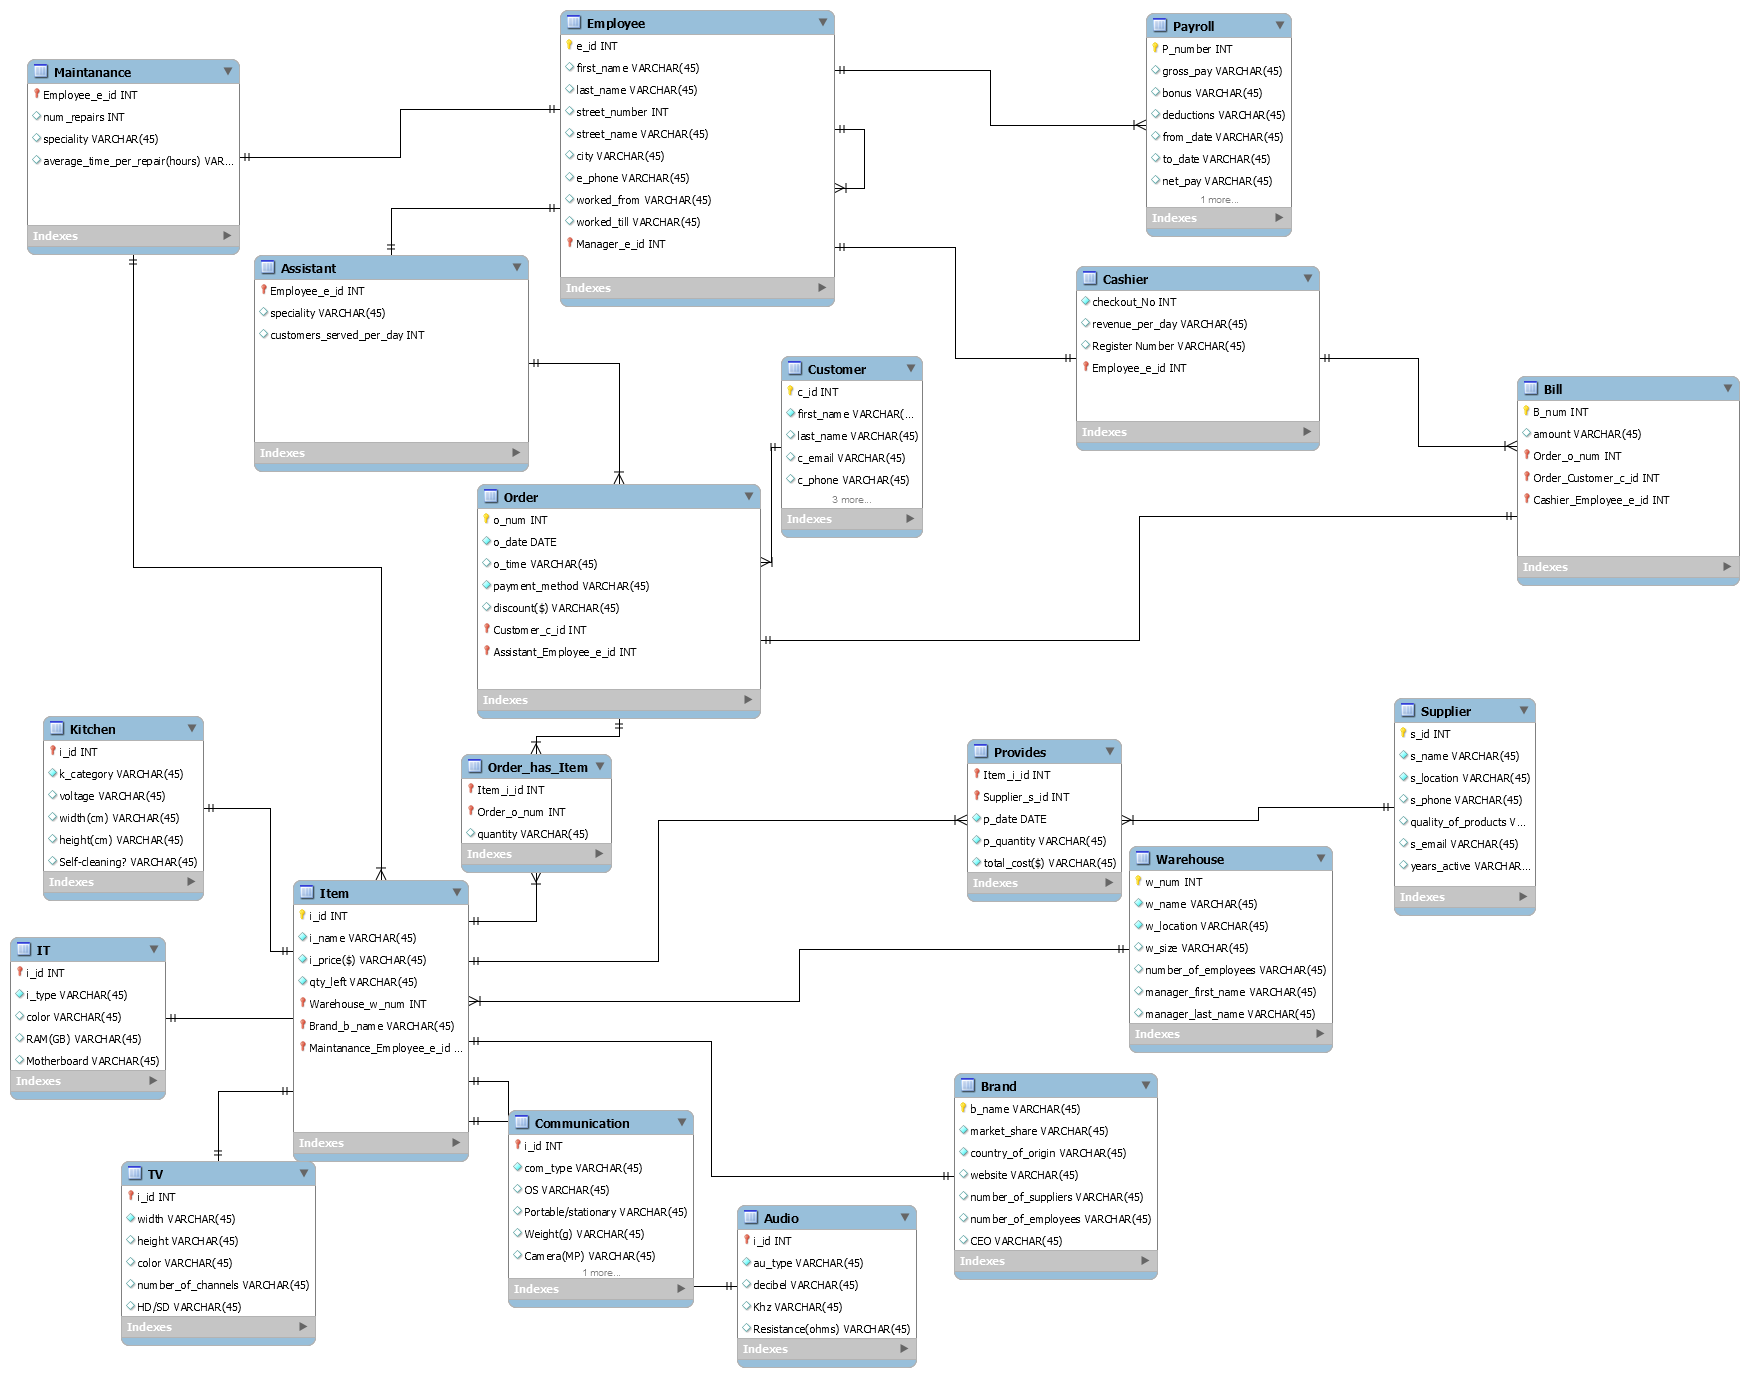 Employee
e_id INT
first_name VARCHAR(45)
last_name VARCHAR(45)
street_number INT
street_name VARCHAR(45)
city VARCHAR(45)
e_phone VARCHAR(45)
worked_from VARCHAR(45)
worked_till VARCHAR(45)
Manager_e_id INT
Indexes
Payroll
P_number INT
gross_pay VARCHAR(45)
bonus VARCHAR(45)
deductions VARCHAR(45)
from_date VARCHAR(45)
to_date VARCHAR(45)
net_pay VARCHAR(45)
1 more...
Indexes
Maintanance
Employee_e_id INT
num_repairs INT
speciality VARCHAR(45)
average_time_per_repair(hours) VAR...
Indexes
Assistant
Employee_e_id INT
speciality VARCHAR(45)
customers_served_per_day INT
Indexes
Cashier
checkout_No INT
revenue_per_day VARCHAR(45)
Register Number VARCHAR(45)
Employee_e_id INT
Indexes
Customer
c_id INT
first_name VARCHAR(...
last_name VARCHAR(45)
c_email VARCHAR(45)
c_phone VARCHAR(45)
3 more...
Indexes
Bill
B_num INT
amount VARCHAR(45)
Order_o_num INT
Order_Customer_c_id INT
Cashier_Employee_e_id INT
Indexes
Order
o_num INT
o_date DATE
o_time VARCHAR(45)
payment_method VARCHAR(45)
discount($) VARCHAR(45)
Customer_c_id INT
Assistant_Employee_e_id INT
Indexes
Kitchen
i_id INT
k_category VARCHAR(45)
voltage VARCHAR(45)
width(cm) VARCHAR(45)
height(cm) VARCHAR(45)
Self-cleaning? VARCHAR(45)
Indexes
Order_has_Item
Item_i_id INT
Order_o_num INT
quantity VARCHAR(45)
Indexes
Provides
Item_i_id INT
Supplier_s_id INT
p_date DATE
p_quantity VARCHAR(45)
total_cost($) VARCHAR(45)
Indexes
Supplier
s_id INT
s_name VARCHAR(45)
s_location VARCHAR(45)
s_phone VARCHAR(45)
quality_of_products V...
s_email VARCHAR(45)
years_active VARCHAR...
Indexes
Warehouse
w_num INT
w_name VARCHAR(45)
w_location VARCHAR(45)
w_size VARCHAR(45)
number_of_employees VARCHAR(45)
manager_first_name VARCHAR(45)
manager_last_name VARCHAR(45)
Indexes
Item
i_id INT
i_name VARCHAR(45)
i_price($) VARCHAR(45)
qty_left VARCHAR(45)
Warehouse_w_num INT
Brand_b_name VARCHAR(45)
Maintanance_Employee_e_id ...
Indexes
IT
i_id INT
i_type VARCHAR(45)
color VARCHAR(45)
RAM(GB) VARCHAR(45)
Motherboard VARCHAR(45)
Indexes
Brand
b_name VARCHAR(45)
market_share VARCHAR(45)
country_of_origin VARCHAR(45)
website VARCHAR(45)
number_of_suppliers VARCHAR(45)
number_of_employees VARCHAR(45)
CEO VARCHAR(45)
Indexes
Communication
i_id INT
com_type VARCHAR(45)
OS VARCHAR(45)
Portable/stationary VARCHAR(45)
Weight(g) VARCHAR(45)
Camera(MP) VARCHAR(45)
1 more...
Indexes
TV
i_id INT
width VARCHAR(45)
height VARCHAR(45)
color VARCHAR(45)
number_of_channels VARCHAR(45)
HD/SD VARCHAR(45)
Indexes
Audio
i_id INT
au_type VARCHAR(45)
decibel VARCHAR(45)
Khz VARCHAR(45)
Resistance(ohms) VARCHAR(45)
Indexes